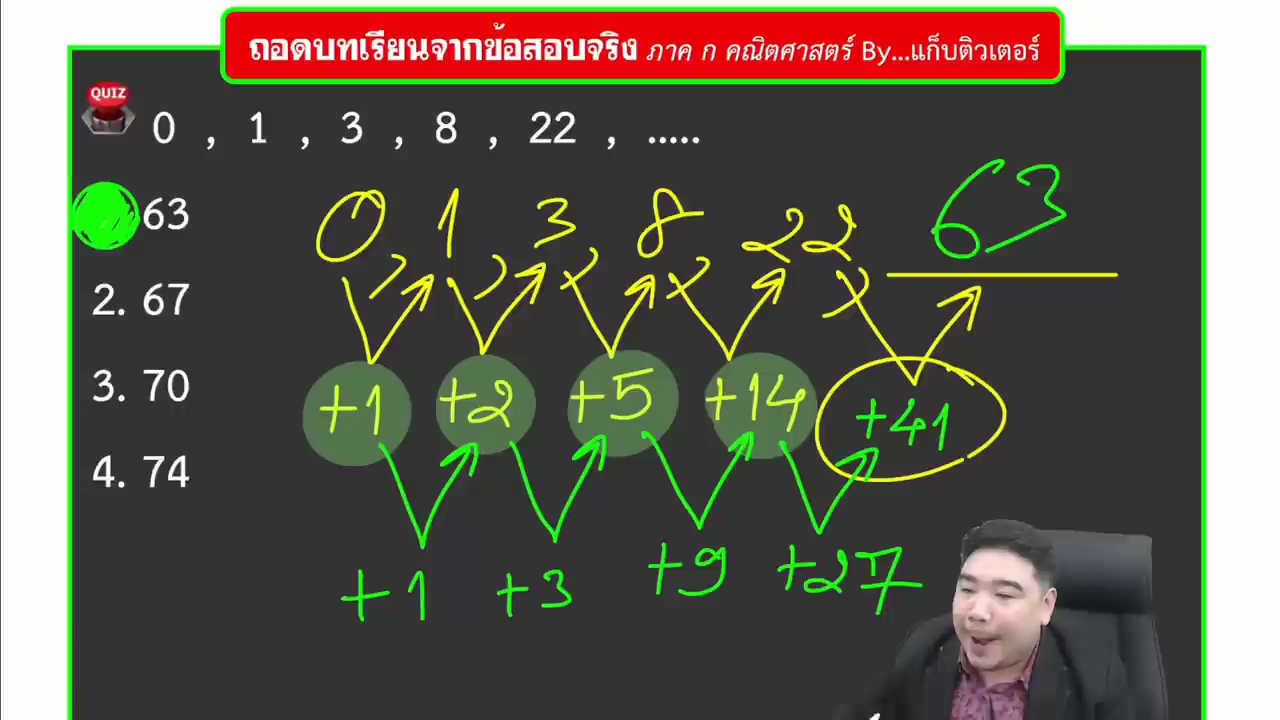 ถอดบทเรียนจากข้อสอบจริง ภาค ก คณิตศาสตร์ By...แก็บติวเตอร์
QUIZ
0 , 1 , 3 , 8 , 22 , .....
63
2. 67
3. 70
4. 74
0 1 3 8 22 63
+1 +2 +5 +14 +41
+1 +3 +9 +27